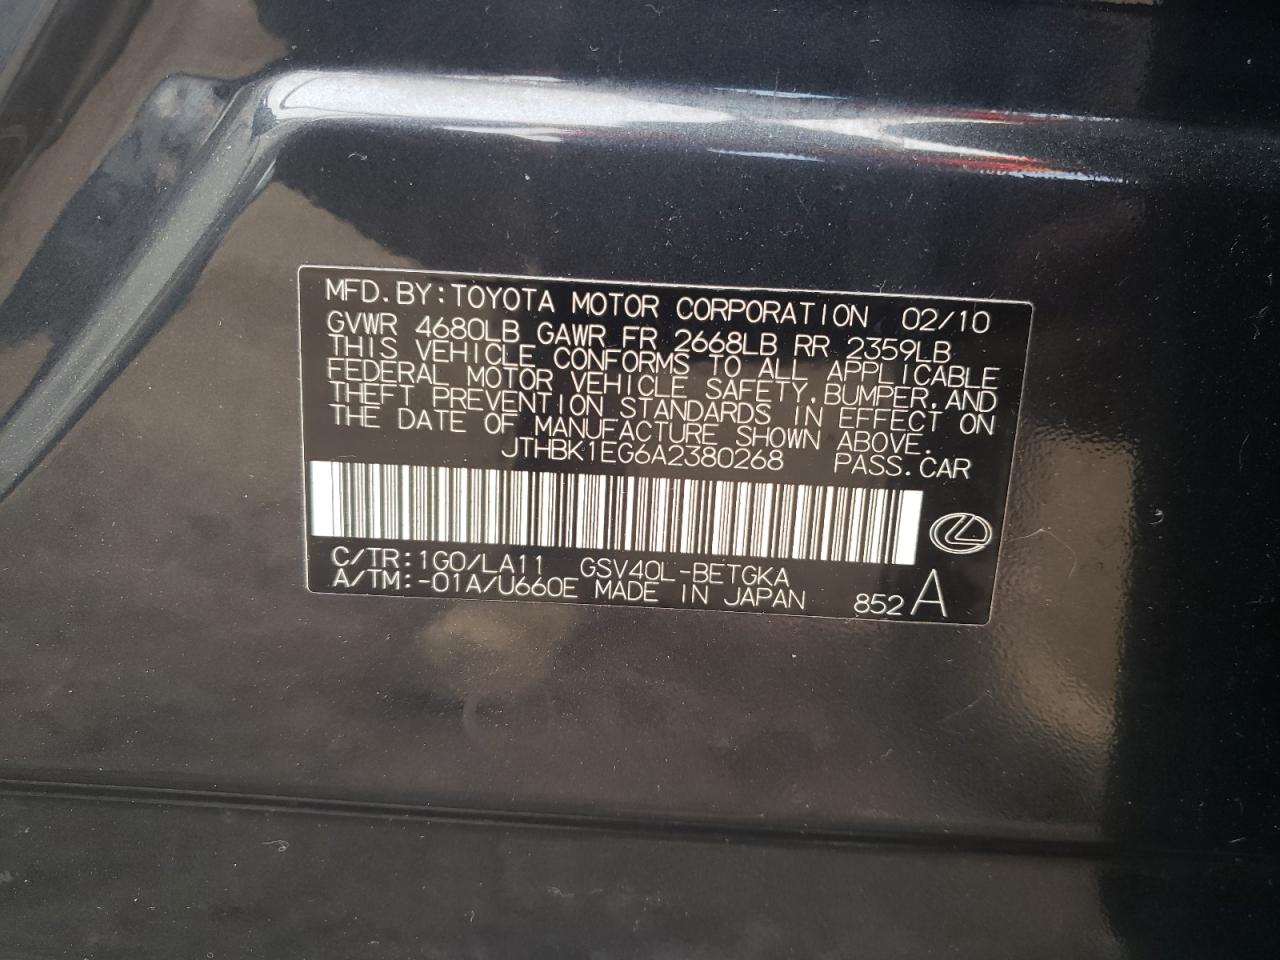 MFD.BY:TOYOTA MOTOR CORPORATION 02/10
GVWR 4680LB GAWR FR 2668LB RR 2359LB
THIS VEHICLE CONFORMS TO ALL APPLICABLE
FEDERAL MOTOR VEHICLE SAFETY,BUMPER,AND
THEFT PREVENTION STANDARDS IN EFFECT ON
THE DATE OF MANUFACTURE SHOWN ABOVE.
JTHBK1EG6A2380268 PASS.CAR
C/TR:1G0/LA11 GSV40L-BETGKA
A/TM:-01A/U660E MADE IN JAPAN 852 A